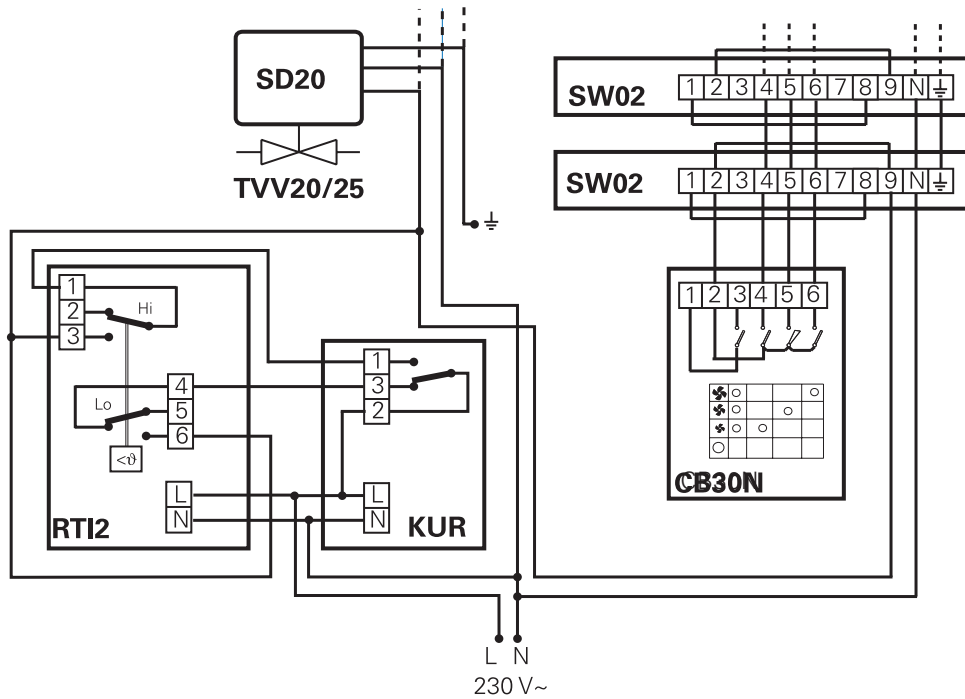 SD20
TVV20/25
SW02
1 2 3 4 5 6 7 8 9 N
SW02
1 2 3 4 5 6 7 8 9 N
1
2
3
Hi
4
5
6
Lo
<ϑ
L
N
RTI2
1
3
2
L
N
KUR
1 2 3 4 5 6
CB30N
L N
230 V~